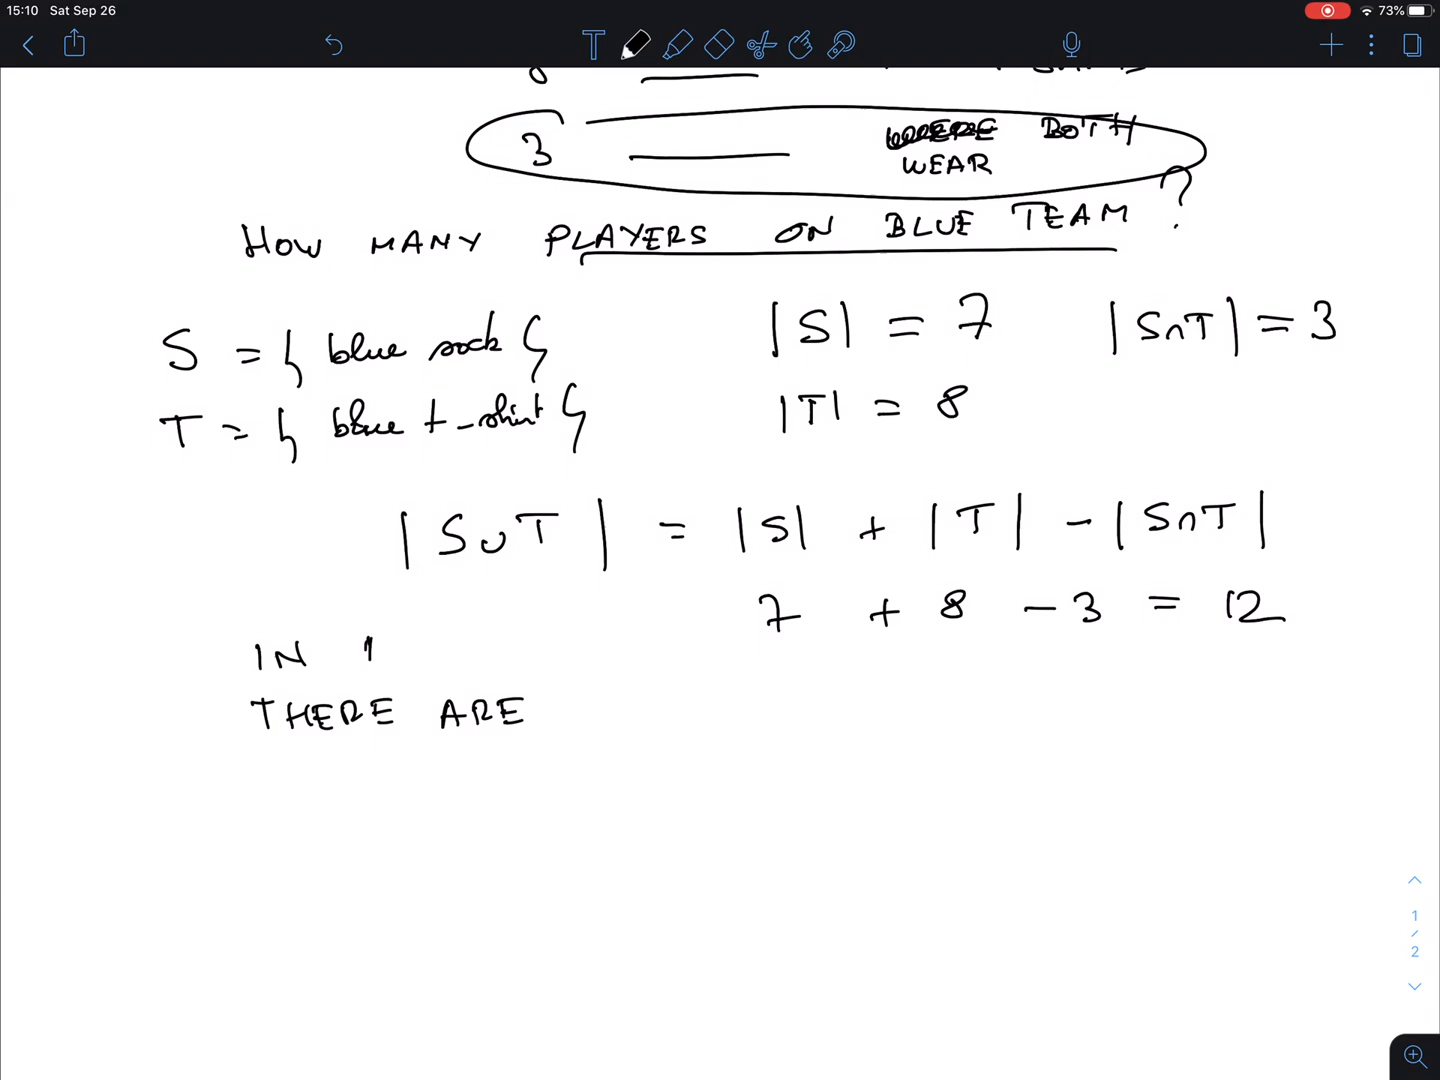 15:10 Sat Sep 26
73%
T
8
3 BOTH
WEAR
HOW MANY PLAYERS ON BLUE TEAM ?
S = { blue sock } |S| = 7 |S∩T| = 3
T = { blue t-shirt } |T| = 8
|S∪T| = |S| + |T| - |S∩T|
7 + 8 - 3 = 12
IN
THERE ARE
1
/
2